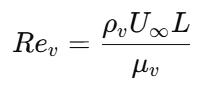 Re_v = \frac{\rho_v U_\infty L}{\mu_v}